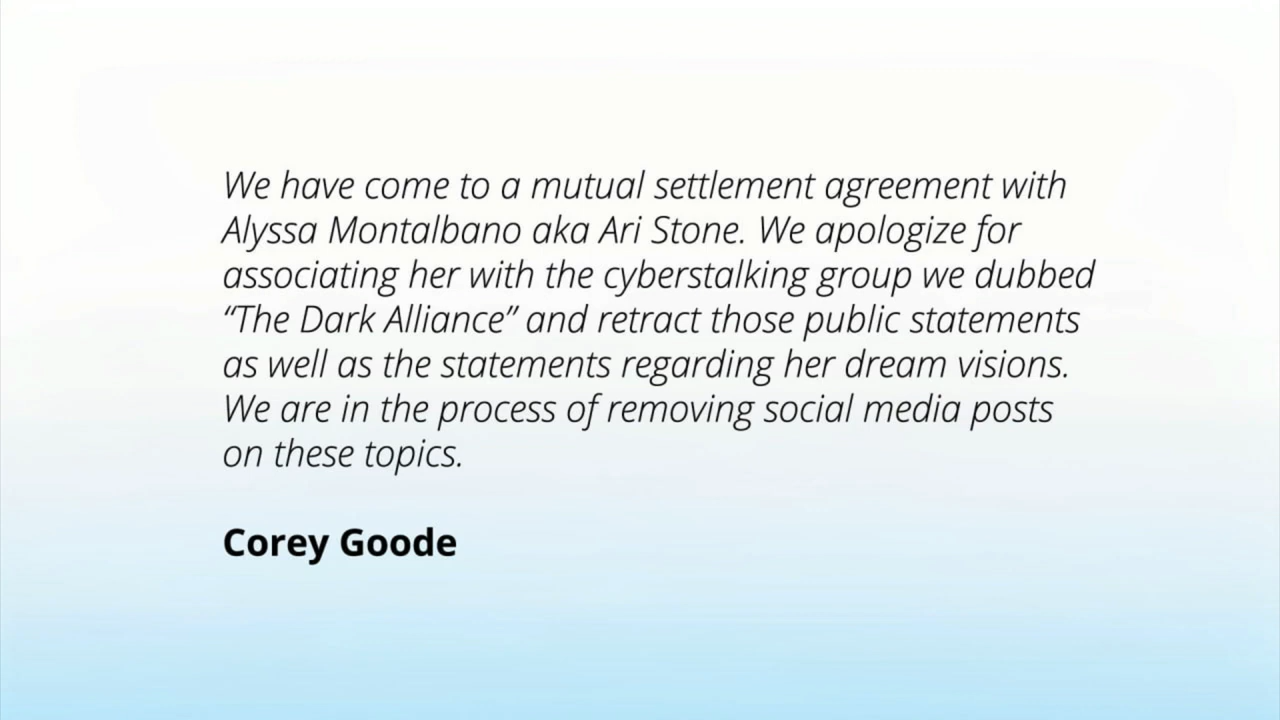 We have come to a mutual settlement agreement with
Alyssa Montalbano aka Ari Stone. We apologize for
associating her with the cyberstalking group we dubbed
“The Dark Alliance” and retract those public statements
as well as the statements regarding her dream visions.
We are in the process of removing social media posts
on these topics.
Corey Goode